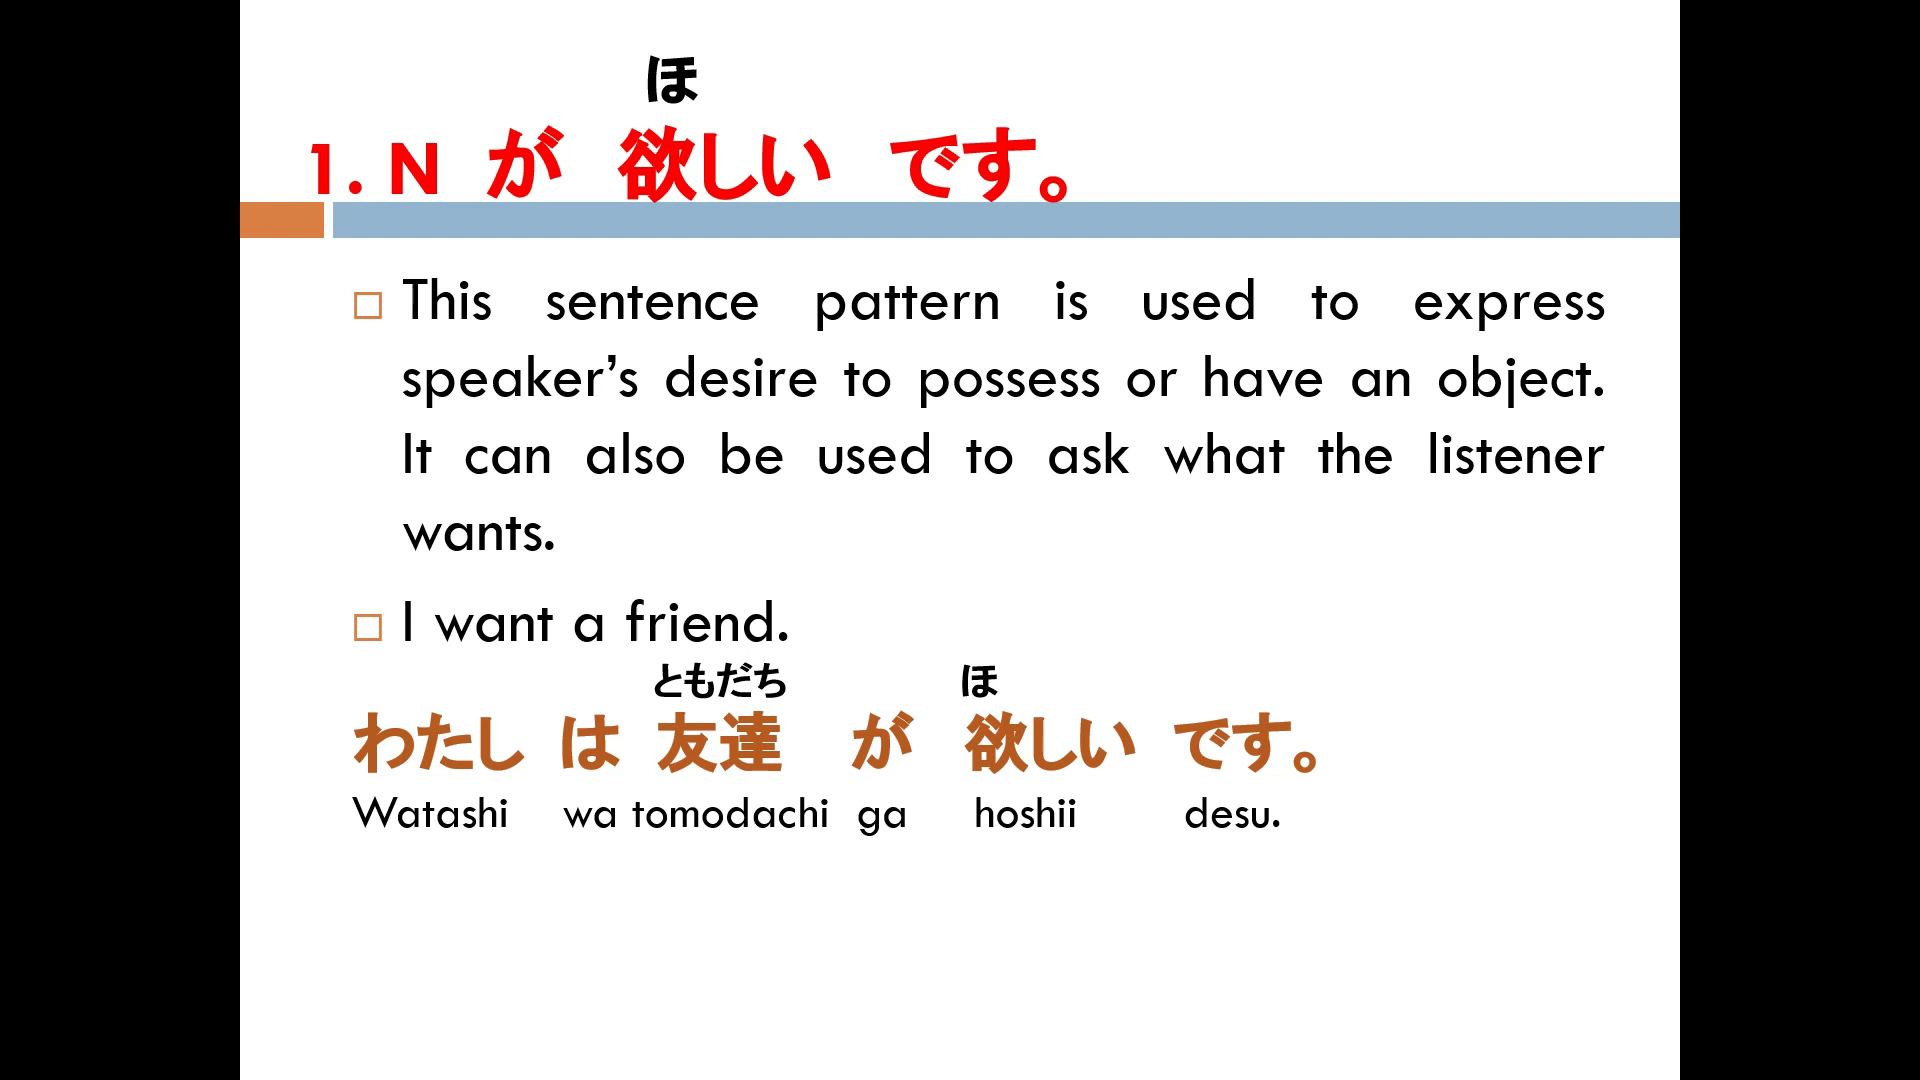 ほ
1. N が 欲しい です。
This sentence pattern is used to express
speaker’s desire to possess or have an object.
It can also be used to ask what the listener
wants.
I want a friend.
ともだち ほ
わたし は 友達 が 欲しい です。
Watashi wa tomodachi ga hoshii desu.